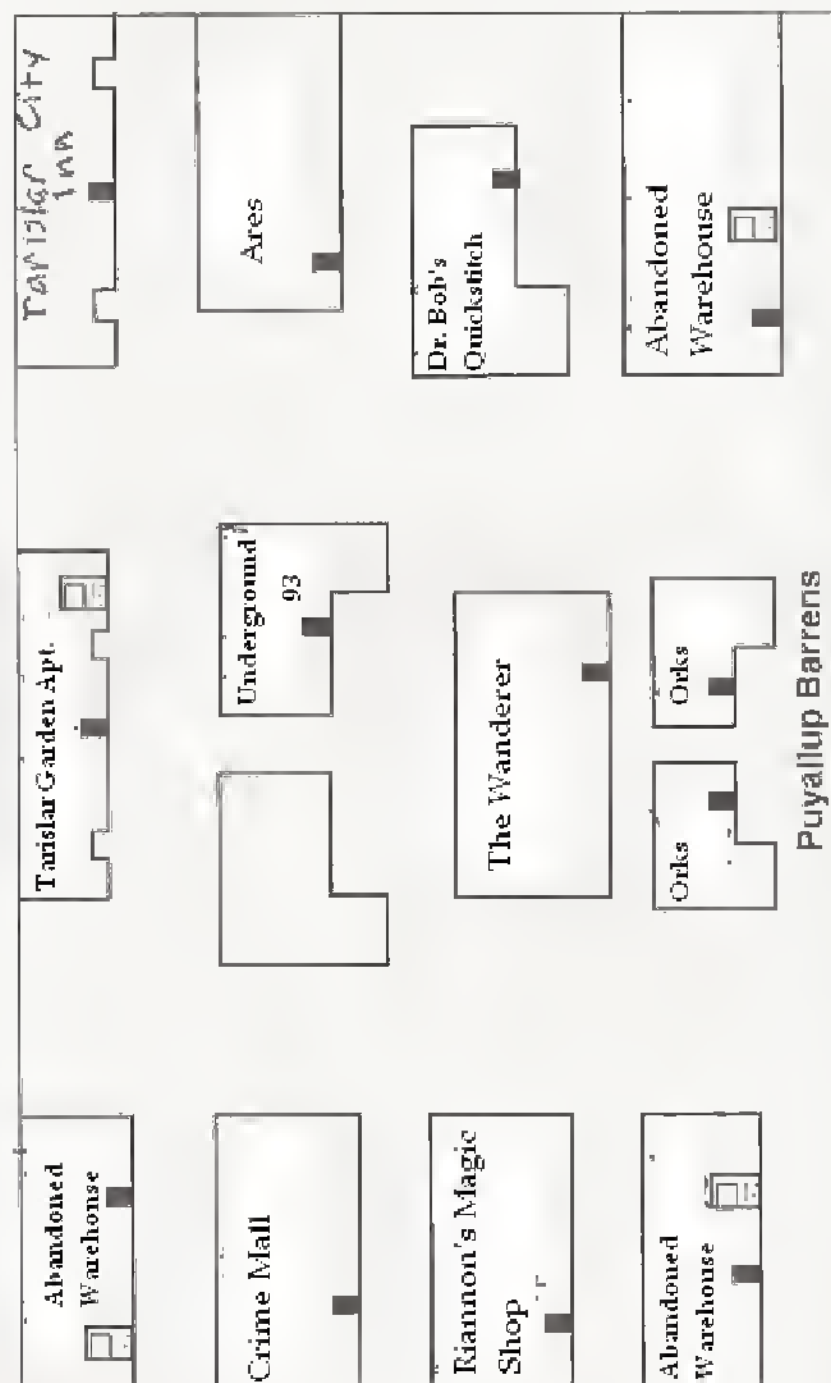 Abandoned
Warehouse
Tarislar Garden Apt.
Tarislar City
Inn
Crime Mall
Underground
93
Ares
Riannon's Magic
Shop
The Wanderer
Dr. Bob's
Quickstitch
Abandoned
Warehouse
Orks
Orks
Abandoned
Warehouse
Puyallup Barrens